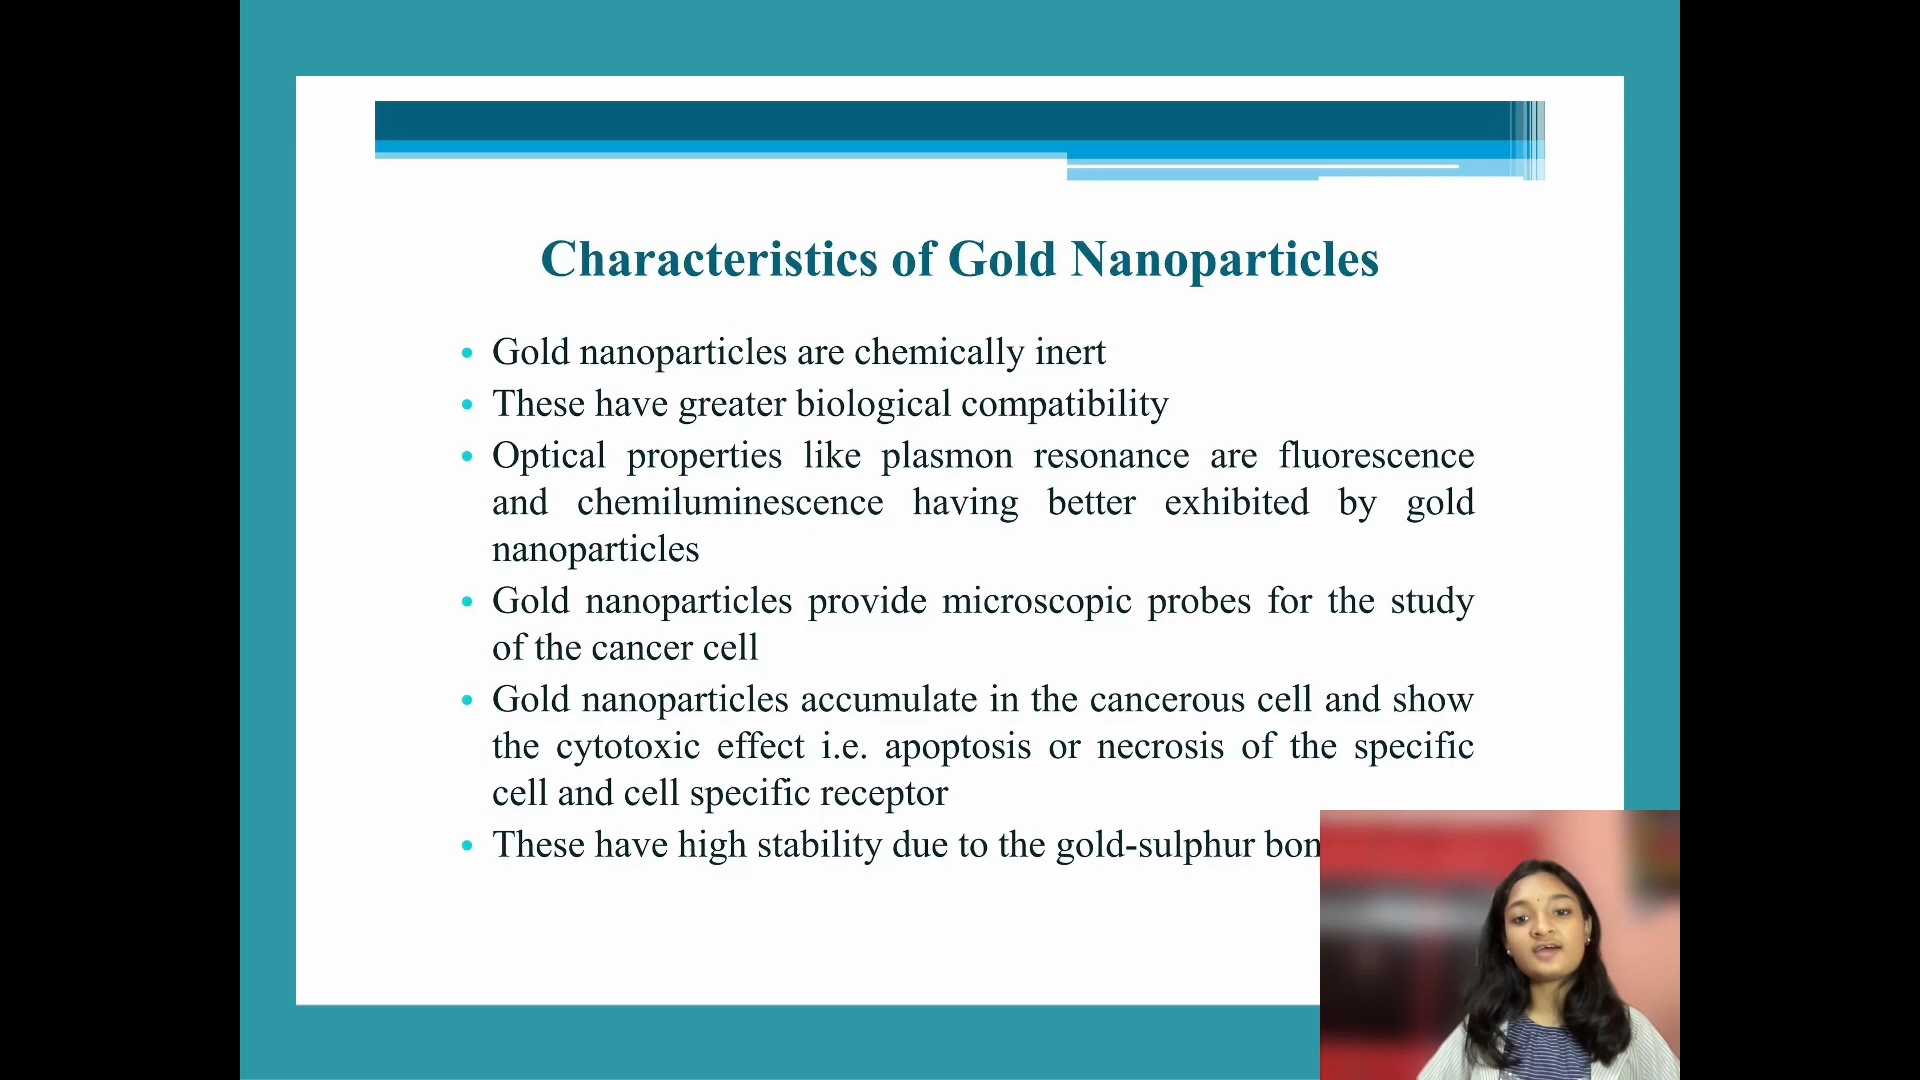 Characteristics of Gold Nanoparticles
• Gold nanoparticles are chemically inert
• These have greater biological compatibility
• Optical properties like plasmon resonance are fluorescence
and chemiluminescence having better exhibited by gold
nanoparticles
• Gold nanoparticles provide microscopic probes for the study
of the cancer cell
• Gold nanoparticles accumulate in the cancerous cell and show
the cytotoxic effect i.e. apoptosis or necrosis of the specific
cell and cell specific receptor
• These have high stability due to the gold-sulphur